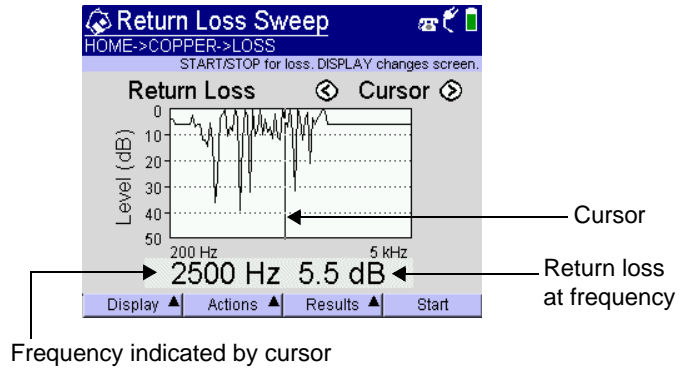 Return Loss Sweep
HOME->COPPER->LOSS
START/STOP for loss. DISPLAY changes screen.
Return Loss Cursor
Level (dB)
0
10
20
30
40
50
200 Hz 5 kHz
2500 Hz 5.5 dB
Display Actions Results Start
Cursor
Return loss
at frequency
Frequency indicated by cursor